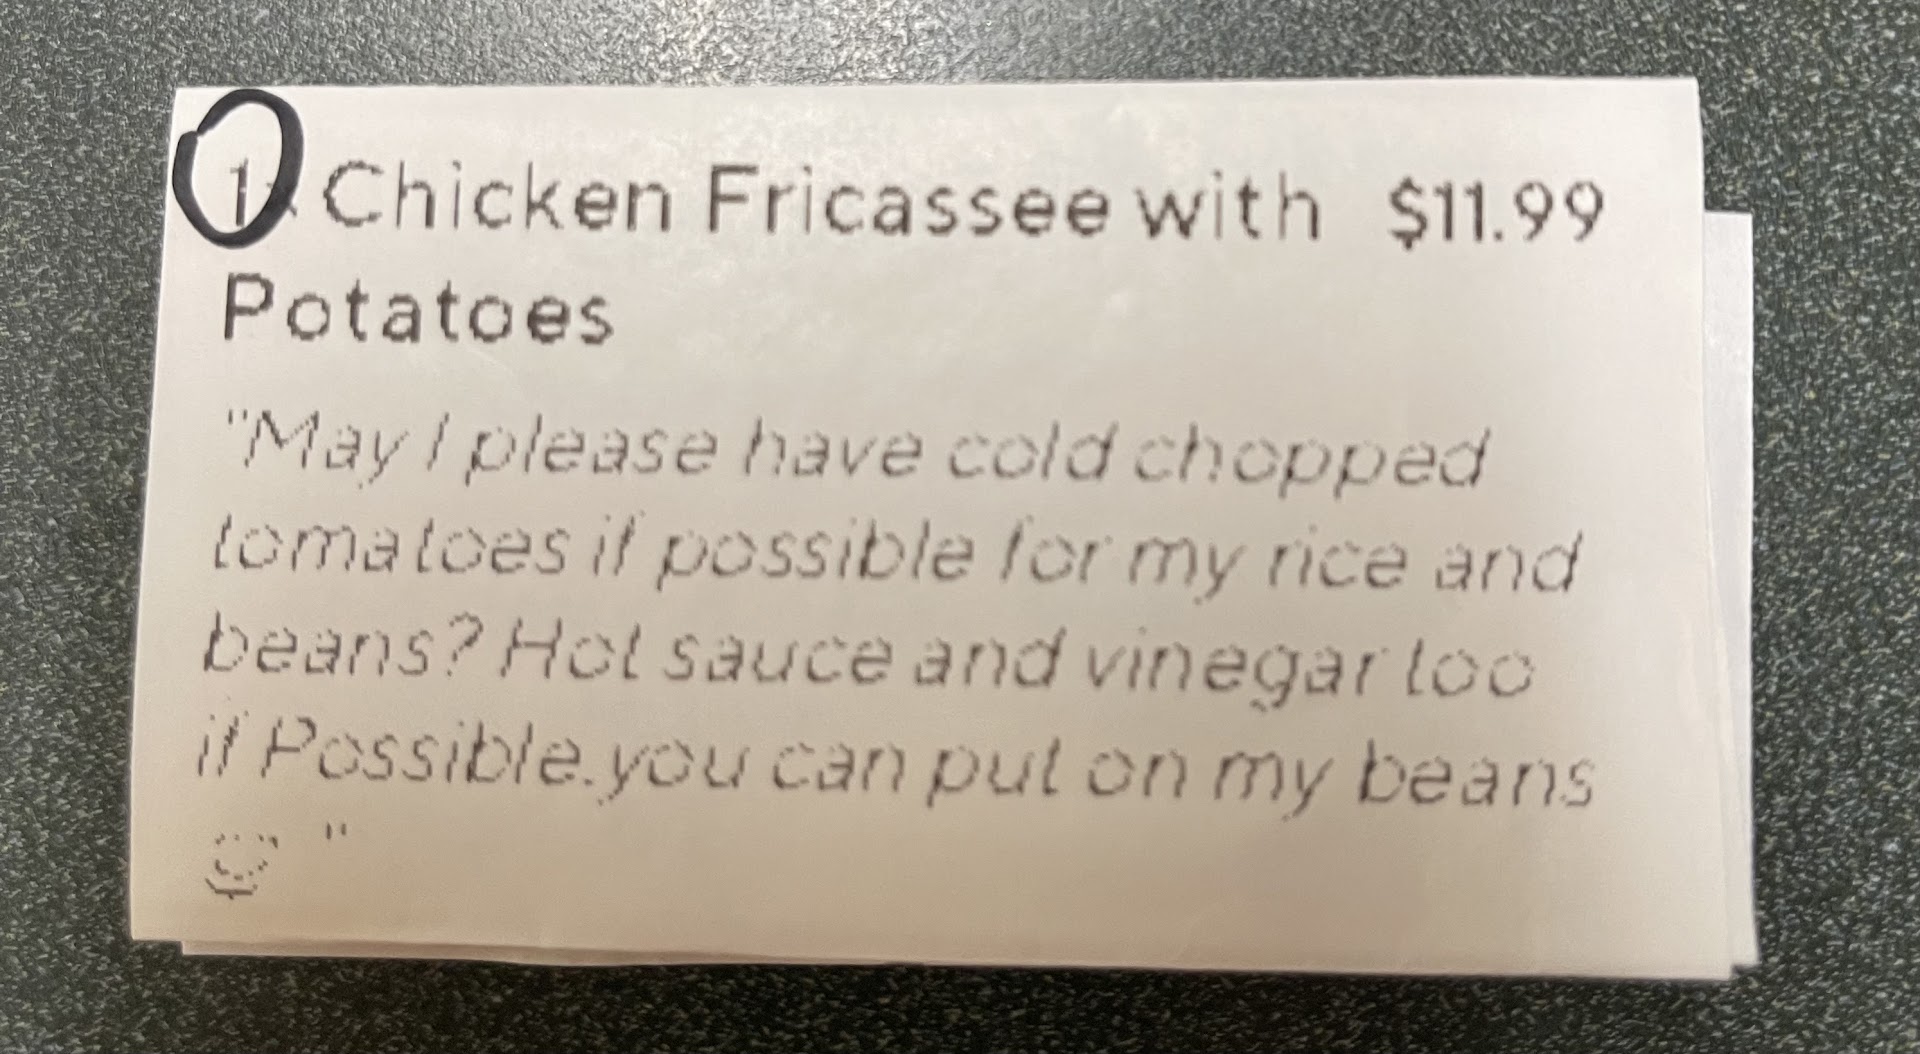 1x Chicken Fricassee with $11.99
Potatoes
"May I please have cold chopped
tomatoes if possible for my rice and
beans? Hot sauce and vinegar too
if Possible.you can put on my beans
"